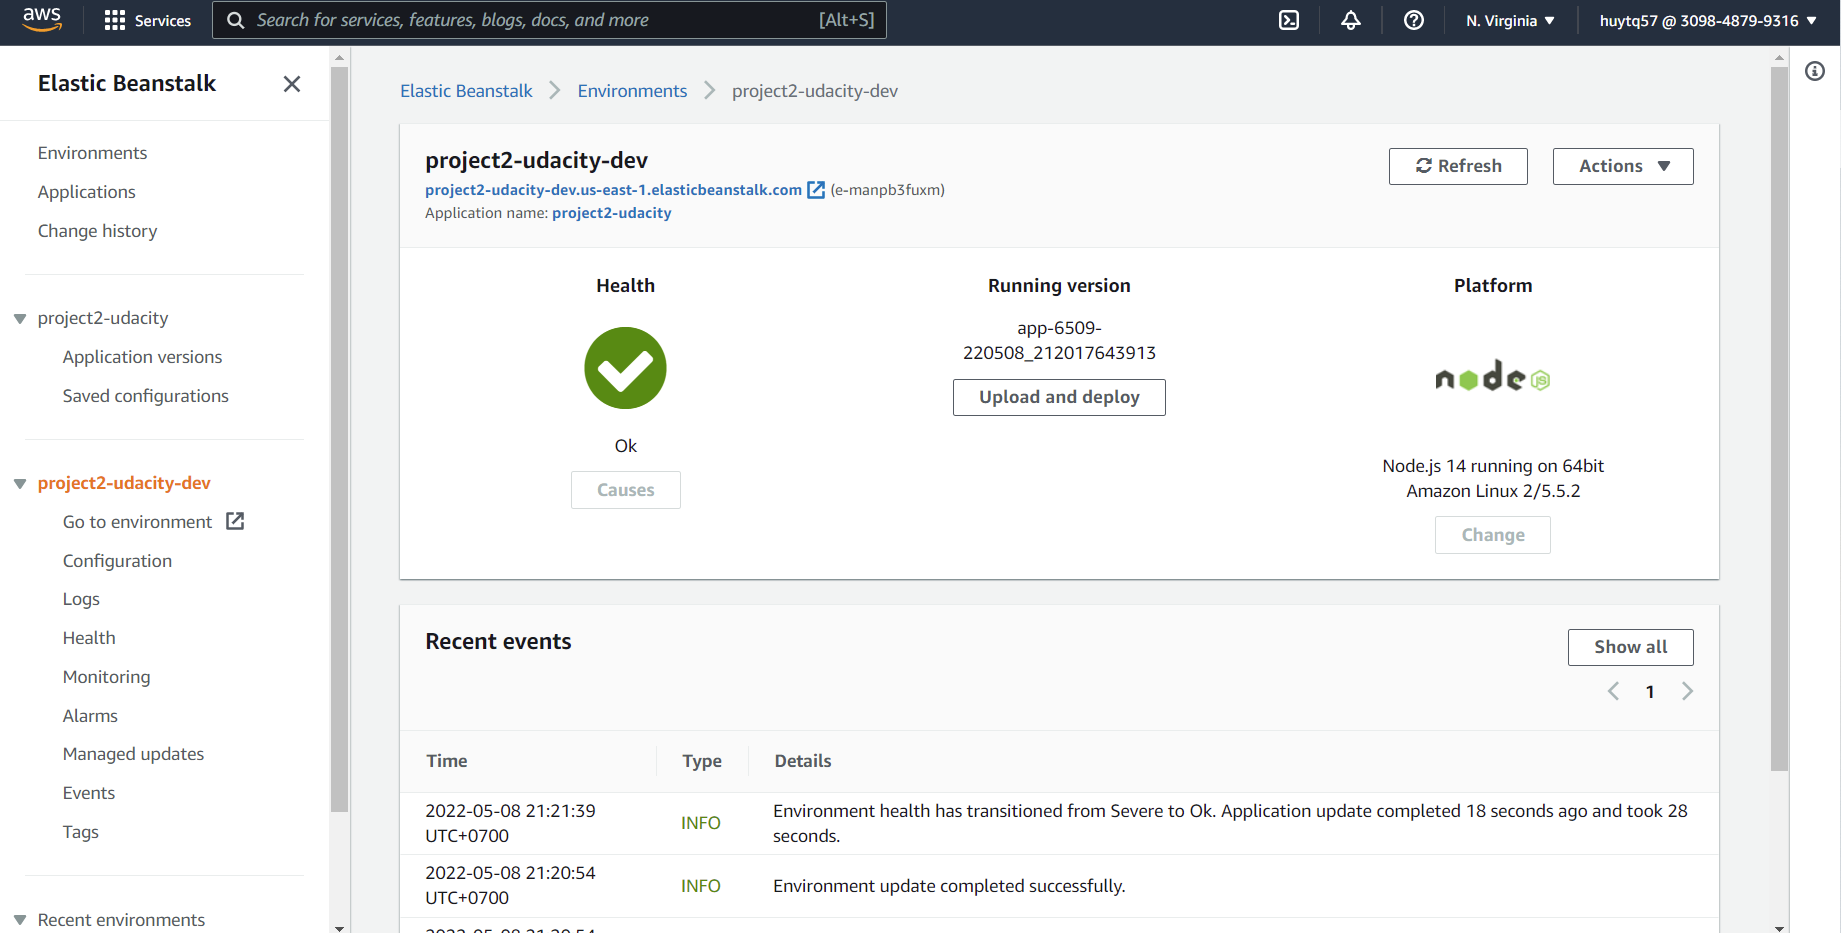 aws
Services
Search for services, features, blogs, docs, and more
[Alt+S]
N. Virginia ▼
huytq57 @ 3098-4879-9316 ▼
Elastic Beanstalk
Environments
Applications
Change history
project2-udacity
Application versions
Saved configurations
project2-udacity-dev
Go to environment
Configuration
Logs
Health
Monitoring
Alarms
Managed updates
Events
Tags
Recent environments
Elastic Beanstalk
Environments
project2-udacity-dev
project2-udacity-dev
project2-udacity-dev.us-east-1.elasticbeanstalk.com (e-manpb3fuxm)
Application name: project2-udacity
Refresh
Actions
Health
Ok
Causes
Running version
app-6509-
220508_212017643913
Upload and deploy
Platform
node
JS
Node.js 14 running on 64bit
Amazon Linux 2/5.5.2
Change
Recent events
Show all
1
Time
Type
Details
2022-05-08 21:21:39
UTC+0700
INFO
Environment health has transitioned from Severe to Ok. Application update completed 18 seconds ago and took 28
seconds.
2022-05-08 21:20:54
UTC+0700
INFO
Environment update completed successfully.
2022-05-08 21:20:54